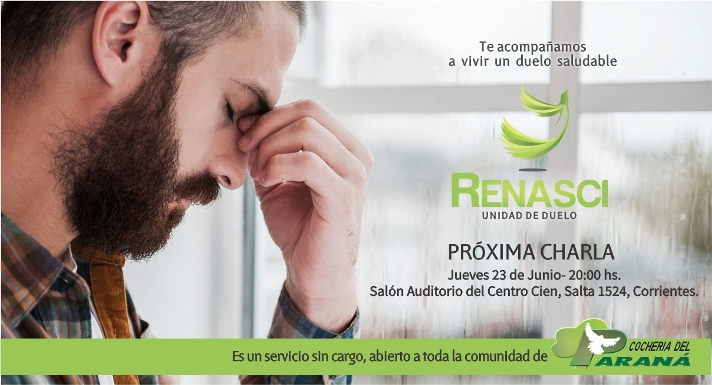 Te acompañamos
a vivir un duelo saludable
RENASCI
UNIDAD DE DUELO
PRÓXIMA CHARLA
Jueves 23 de Junio- 20:00 hs.
Salón Auditorio del Centro Cien, Salta 1524, Corrientes.
Es un servicio sin cargo, abierto a toda la comunidad de
COCHERIA DEL
PARANÁ